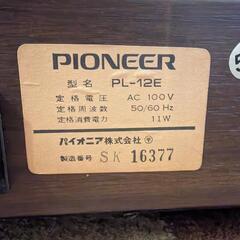 PIONEER
型名 PL-12E
定格電圧 AC 100V
定格周波数 50/60 Hz
定格消費電力 11W
パイオニア株式会社
製造番号 SK 16377